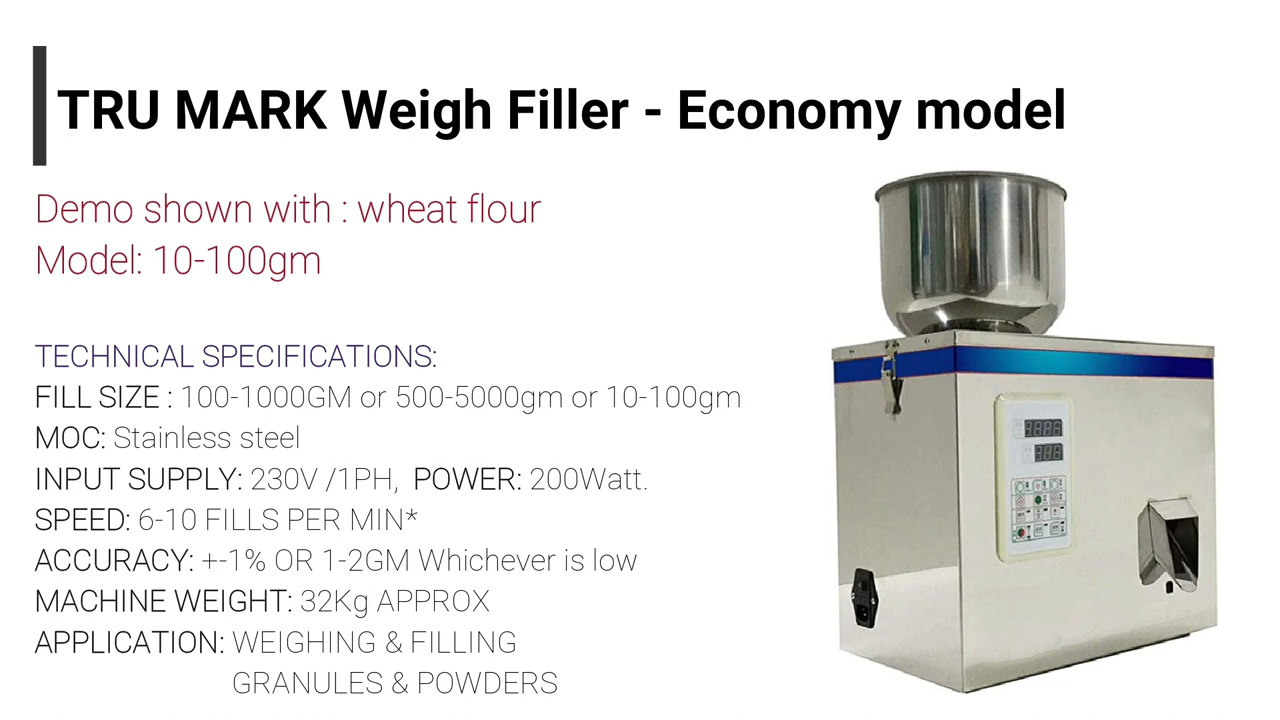 TRU MARK Weigh Filler - Economy model
Demo shown with : wheat flour
Model: 10-100gm
TECHNICAL SPECIFICATIONS:
FILL SIZE : 100-1000GM or 500-5000gm or 10-100gm
MOC: Stainless steel
INPUT SUPPLY: 230V /1PH, POWER: 200Watt.
SPEED: 6-10 FILLS PER MIN*
ACCURACY: +-1% OR 1-2GM Whichever is low
MACHINE WEIGHT: 32Kg APPROX
APPLICATION: WEIGHING & FILLING
GRANULES & POWDERS